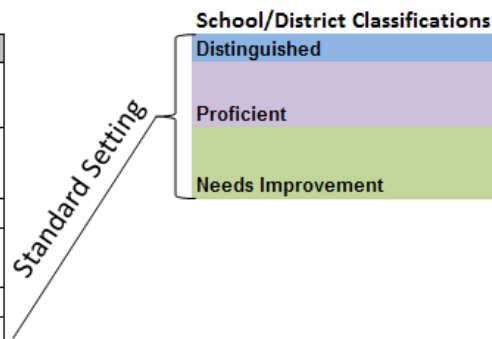 School/District Classifications
Distinguished
Proficient
Needs Improvement
Standard Setting